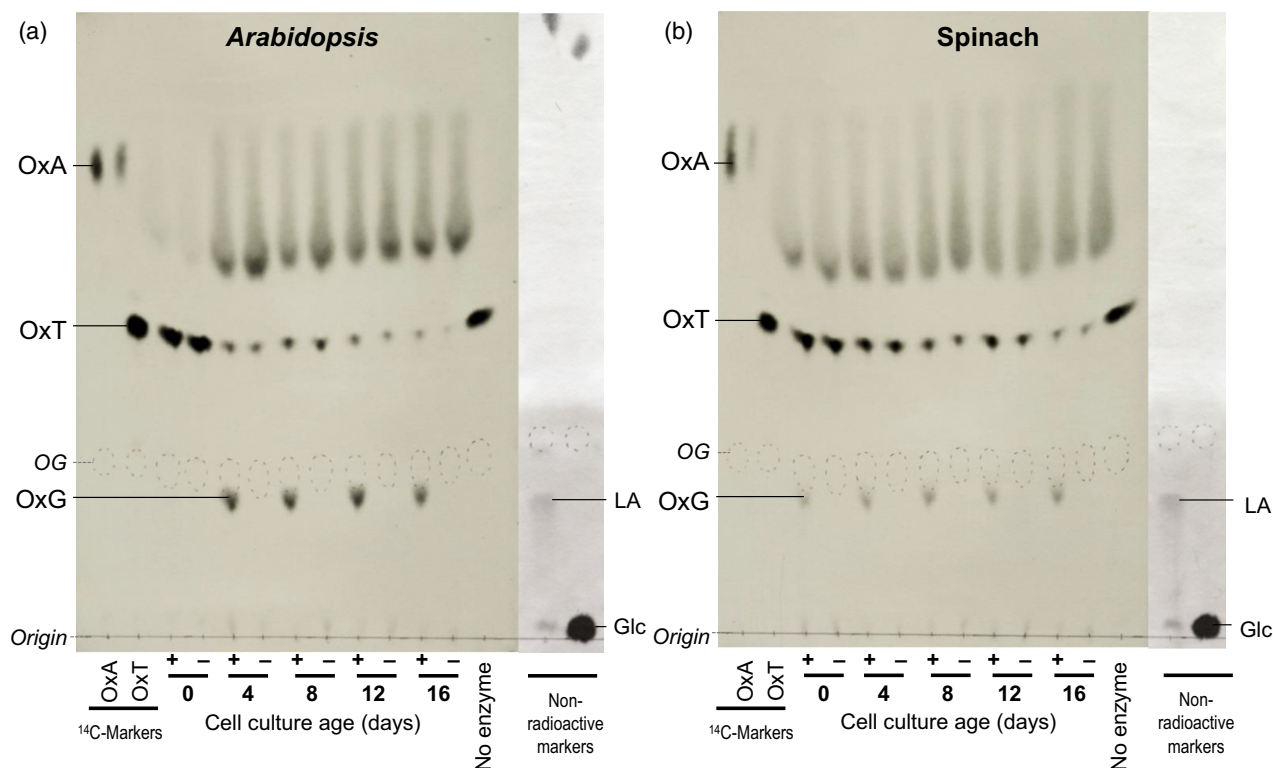 (a)
Arabidopsis
OxA
OxT
OG
OxG
LA
Glc
Origin
+ – + – + – + – + –
OxA
OxT
0 4 8 12 16
No enzyme
14C-Markers
Cell culture age (days)
Non-
radioactive
markers
(b)
Spinach
OxA
OxT
OG
OxG
LA
Glc
Origin
+ – + – + – + – + –
OxA
OxT
0 4 8 12 16
No enzyme
14C-Markers
Cell culture age (days)
Non-
radioactive
markers